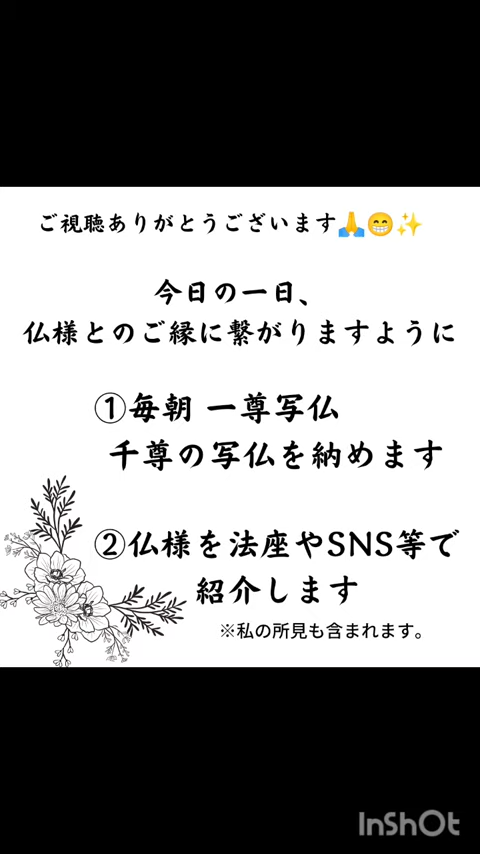 ご視聴ありがとうございます🙏😁✨
今日の一日、
仏様とのご縁に繋がりますように
①毎朝 一尊写仏
千尊の写仏を納めます
②仏様を法座やSNS等で
紹介します
※私の所見も含まれます。
InShOt